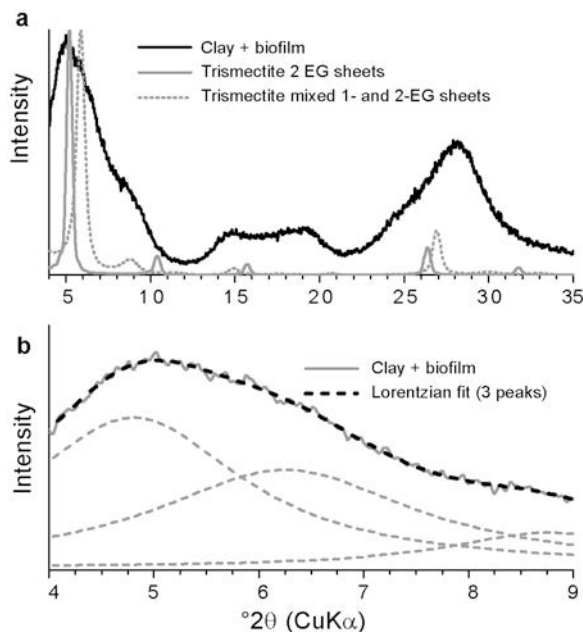 a
Clay + biofilm
Trismectite 2 EG sheets
Trismectite mixed 1- and 2-EG sheets
Intensity
5 10 15 20 25 30 35
b
Clay + biofilm
Lorentzian fit (3 peaks)
Intensity
4 5 6 7 8 9
°2θ (CuKα)